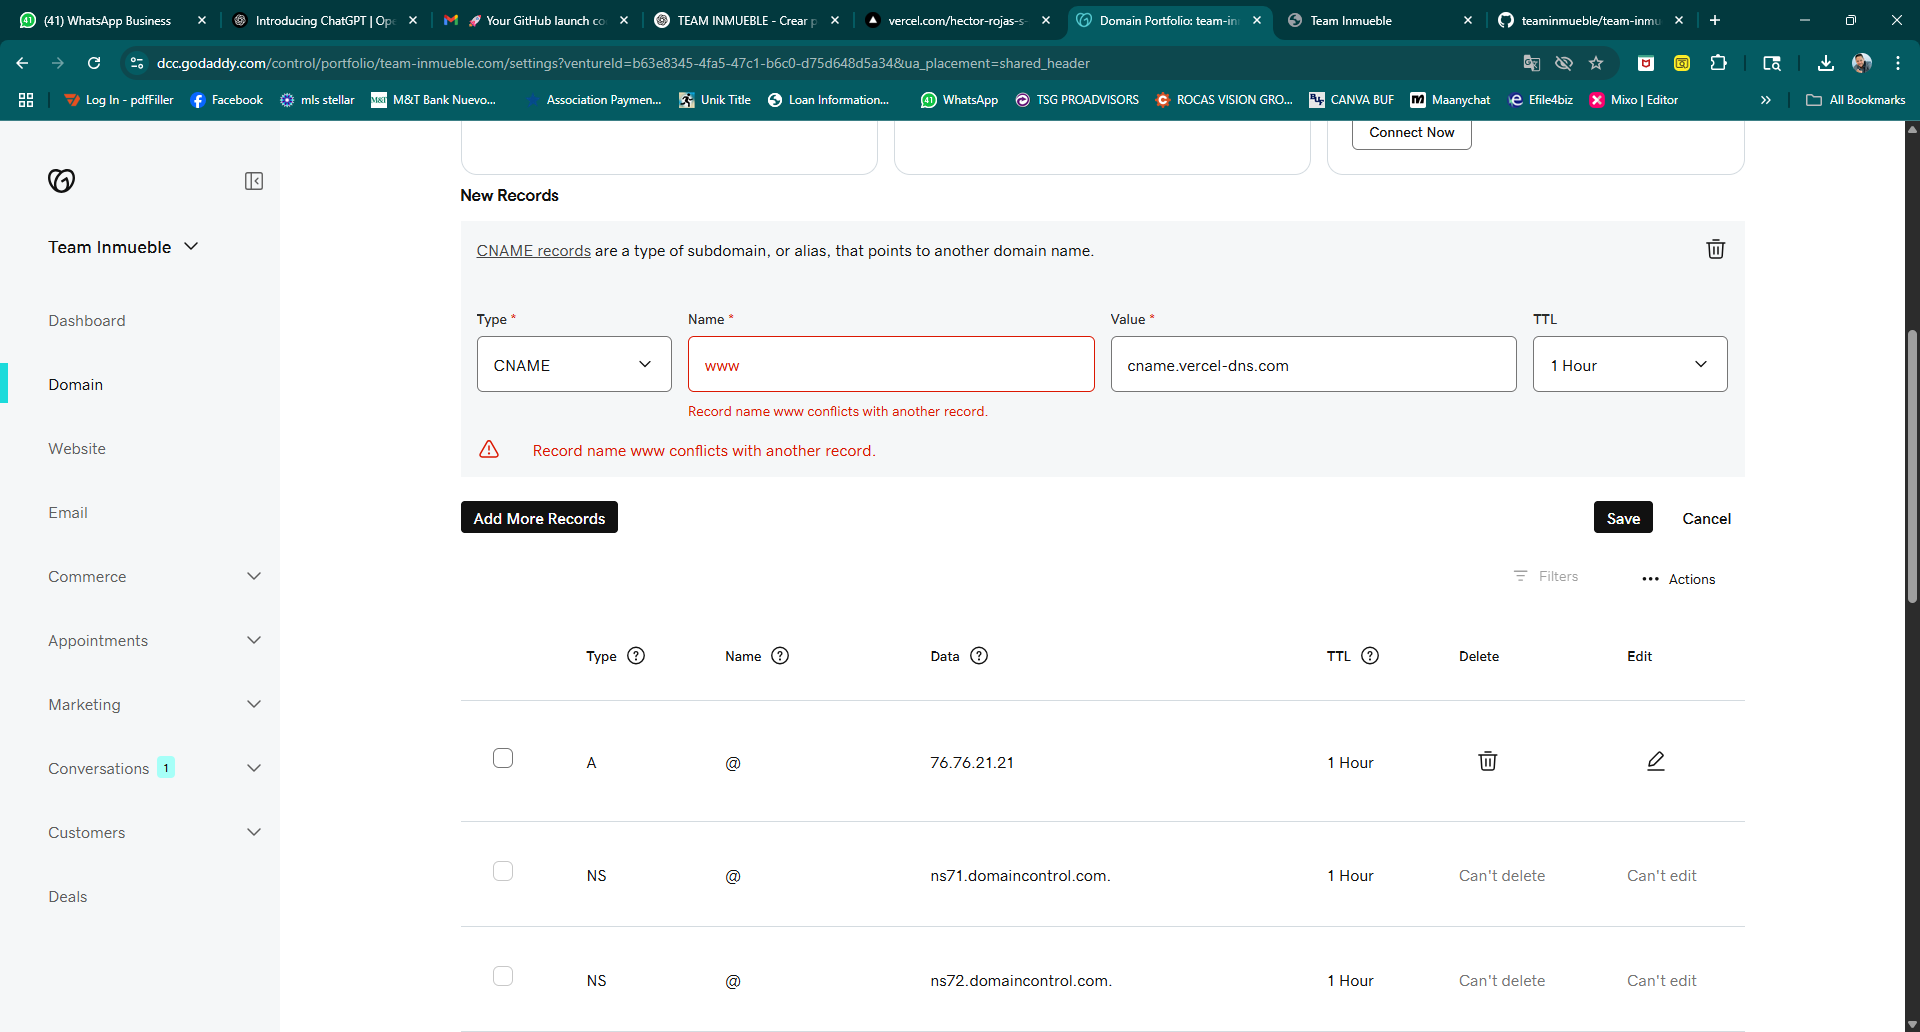 (41) WhatsApp Business
Introducing ChatGPT | Ope
🚀 Your GitHub launch co
TEAM INMUEBLE - Crear p
vercel.com/hector-rojas-s-
Domain Portfolio: team-in
Team Inmueble
teaminmueble/team-inmu
dcc.godaddy.com/control/portfolio/team-inmueble.com/settings?ventureId=b63e8345-4fa5-47c1-b6c0-d75d648d5a34&ua_placement=shared_header
Log In - pdfFiller
Facebook
mls stellar
M&T Bank Nuevo...
Association Paymen...
Unik Title
Loan Information...
WhatsApp
TSG PROADVISORS
ROCAS VISION GRO...
CANVA BUF
Maanychat
Efile4biz
Mixo | Editor
All Bookmarks
Team Inmueble
Dashboard
Domain
Website
Email
Commerce
Appointments
Marketing
Conversations 1
Customers
Deals
Connect Now
New Records
CNAME records are a type of subdomain, or alias, that points to another domain name.
Type * Name * Value * TTL
CNAME www cname.vercel-dns.com 1 Hour
Record name www conflicts with another record.
Record name www conflicts with another record.
Add More Records Save Cancel
Filters ••• Actions
Type ? Name ? Data ? TTL ? Delete Edit
A @ 76.76.21.21 1 Hour
NS @ ns71.domaincontrol.com. 1 Hour Can't delete Can't edit
NS @ ns72.domaincontrol.com. 1 Hour Can't delete Can't edit